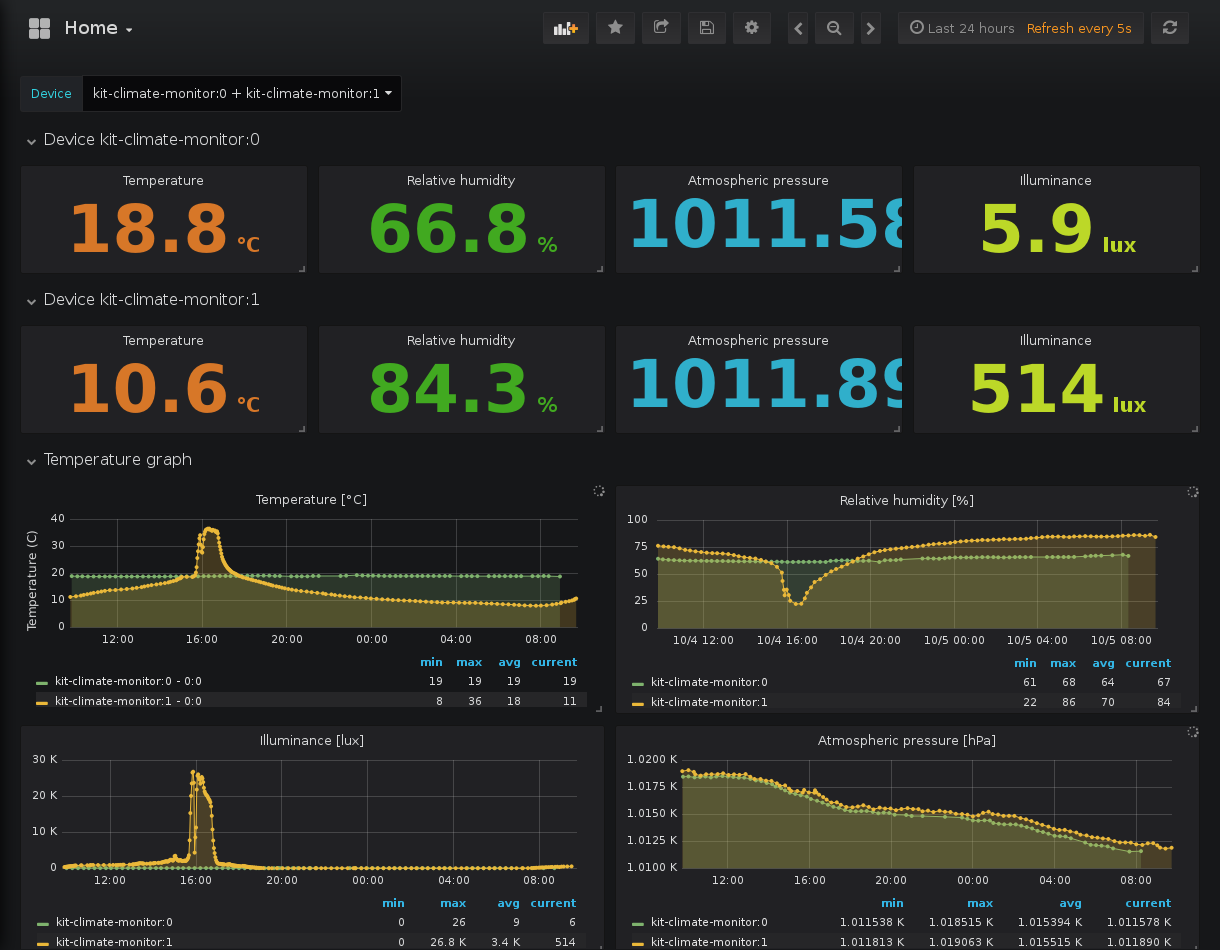 Home
Last 24 hours Refresh every 5s
Device kit-climate-monitor:0 + kit-climate-monitor:1
Device kit-climate-monitor:0
Temperature Relative humidity Atmospheric pressure Illuminance
18.8 °C 66.8 % 1011.58 5.9 lux
Device kit-climate-monitor:1
Temperature Relative humidity Atmospheric pressure Illuminance
10.6 °C 84.3 % 1011.89 514 lux
Temperature graph
Temperature [°C]
Temperature (C)
40
30
20
10
0
12:00 16:00 20:00 00:00 04:00 08:00
min max avg current
kit-climate-monitor:0 - 0:0 19 19 19 19
kit-climate-monitor:1 - 0:0 8 36 18 11
Relative humidity [%]
100
75
50
25
0
10/4 12:00 10/4 16:00 10/4 20:00 10/5 00:00 10/5 04:00 10/5 08:00
min max avg current
kit-climate-monitor:0 61 68 64 67
kit-climate-monitor:1 22 86 70 84
Illuminance [lux]
30 K
20 K
10 K
0
12:00 16:00 20:00 00:00 04:00 08:00
min max avg current
kit-climate-monitor:0 0 26 9 6
kit-climate-monitor:1 0 26.8 K 3.4 K 514
Atmospheric pressure [hPa]
1.0200 K
1.0175 K
1.0150 K
1.0125 K
1.0100 K
12:00 16:00 20:00 00:00 04:00 08:00
min max avg current
kit-climate-monitor:0 1.011538 K 1.018515 K 1.015394 K 1.011578 K
kit-climate-monitor:1 1.011813 K 1.019063 K 1.015515 K 1.011890 K